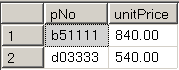 pNo unitPrice
1 b51111 840.00
2 d03333 540.00